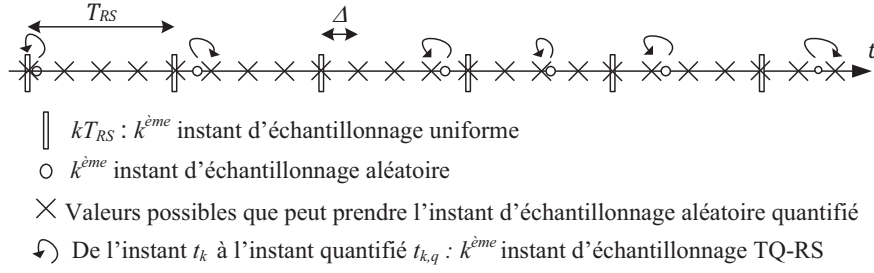 T_RS Δ
t
kT_RS : k^ème instant d'échantillonnage uniforme
k^ème instant d'échantillonnage aléatoire
Valeurs possibles que peut prendre l'instant d'échantillonnage aléatoire quantifié
De l'instant t_k à l'instant quantifié t_k,q : k^ème instant d'échantillonnage TQ-RS